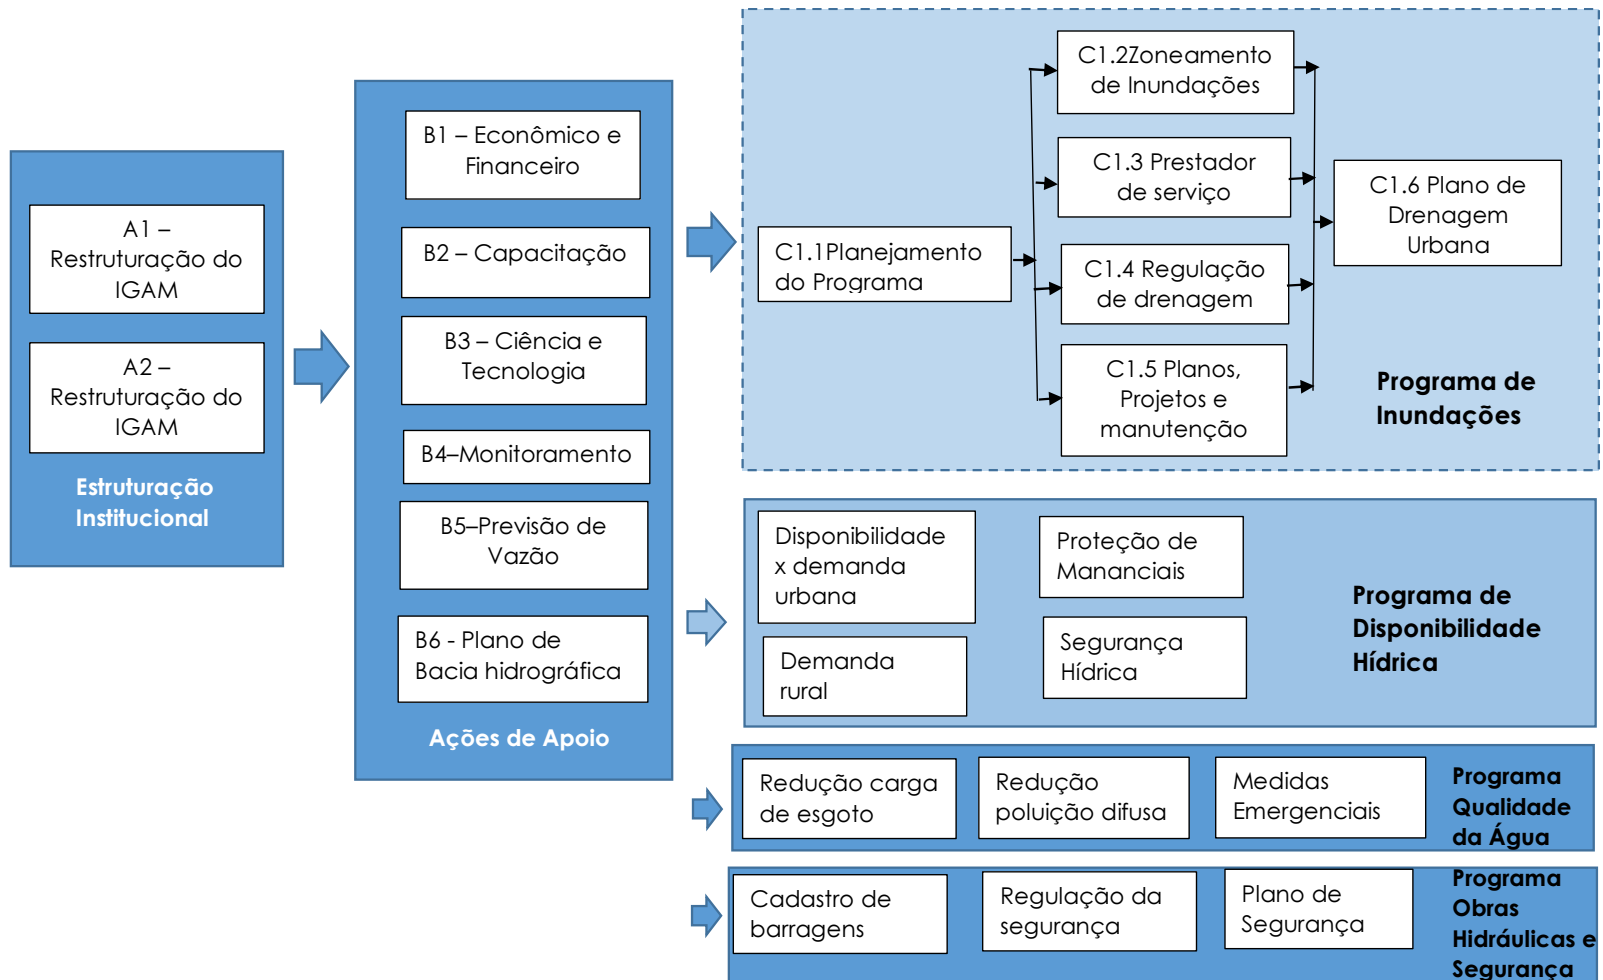 A1 –
Restruturação do
IGAM
A2 –
Restruturação do
IGAM
Estruturação
Institucional
B1 – Econômico e
Financeiro
B2 – Capacitação
B3 – Ciência e
Tecnologia
B4–Monitoramento
B5–Previsão de
Vazão
B6 - Plano de
Bacia hidrográfica
Ações de Apoio
C1.1Planejamento
do Programa
C1.2Zoneamento
de Inundações
C1.3 Prestador
de serviço
C1.4 Regulação
de drenagem
C1.5 Planos,
Projetos e
manutenção
C1.6 Plano de
Drenagem
Urbana
Programa de
Inundações
Disponibilidade
x demanda
urbana
Proteção de
Mananciais
Demanda
rural
Segurança
Hídrica
Programa de
Disponibilidade
Hídrica
Redução carga
de esgoto
Redução
poluição difusa
Medidas
Emergenciais
Programa
Qualidade
da Água
Cadastro de
barragens
Regulação da
segurança
Plano de
Segurança
Programa
Obras
Hidráulicas e
Segurança